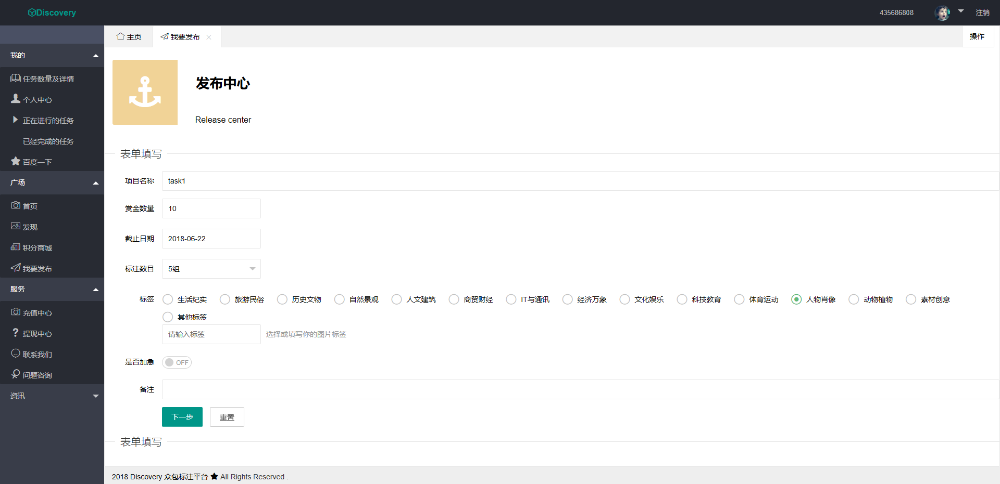 Discovery
435686808
注销
主页
我要发布
操作
我的
任务数量及详情
个人中心
正在进行的任务
已经完成的任务
百度一下
广场
首页
发现
积分商城
我要发布
服务
充值中心
提现中心
联系我们
问题咨询
资讯
发布中心
Release center
表单填写
项目名称 task1
赏金数量 10
截止日期 2018-06-22
标注数目 5组
标签 生活纪实 旅游民俗 历史文物 自然景观 人文建筑 商贸财经 IT与通讯 经济万象 文化娱乐 科技教育 体育运动 人物肖像 动物植物 素材创意
其他标签
请输入标签 选择或填写你的图片标签
是否加急 OFF
备注
下一步 重置
表单填写
2018 Discovery 众包标注平台 All Rights Reserved .